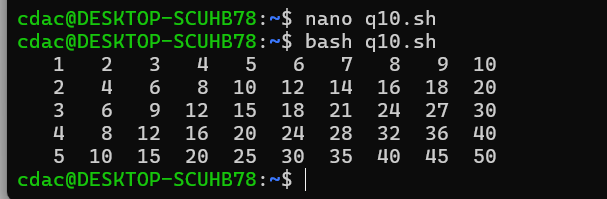 cdac@DESKTOP-SCUHB78:~$ nano q10.sh
cdac@DESKTOP-SCUHB78:~$ bash q10.sh
   1   2   3   4   5   6   7   8   9  10
   2   4   6   8  10  12  14  16  18  20
   3   6   9  12  15  18  21  24  27  30
   4   8  12  16  20  24  28  32  36  40
   5  10  15  20  25  30  35  40  45  50
cdac@DESKTOP-SCUHB78:~$